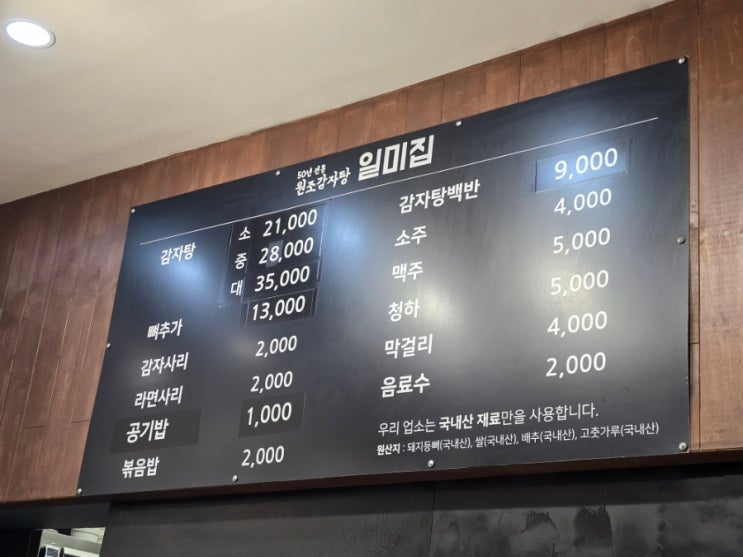 50년 전통
원조감자탕 일미집
감자탕 소 21,000
중 28,000
대 35,000
뼈추가 13,000
감자사리 2,000
라면사리 2,000
공기밥 1,000
볶음밥 2,000
감자탕백반 9,000
소주 4,000
맥주 5,000
청하 5,000
막걸리 4,000
음료수 2,000
우리 업소는 국내산 재료만을 사용합니다.
원산지 : 돼지등뼈(국내산), 쌀(국내산), 배추(국내산), 고춧가루(국내산)